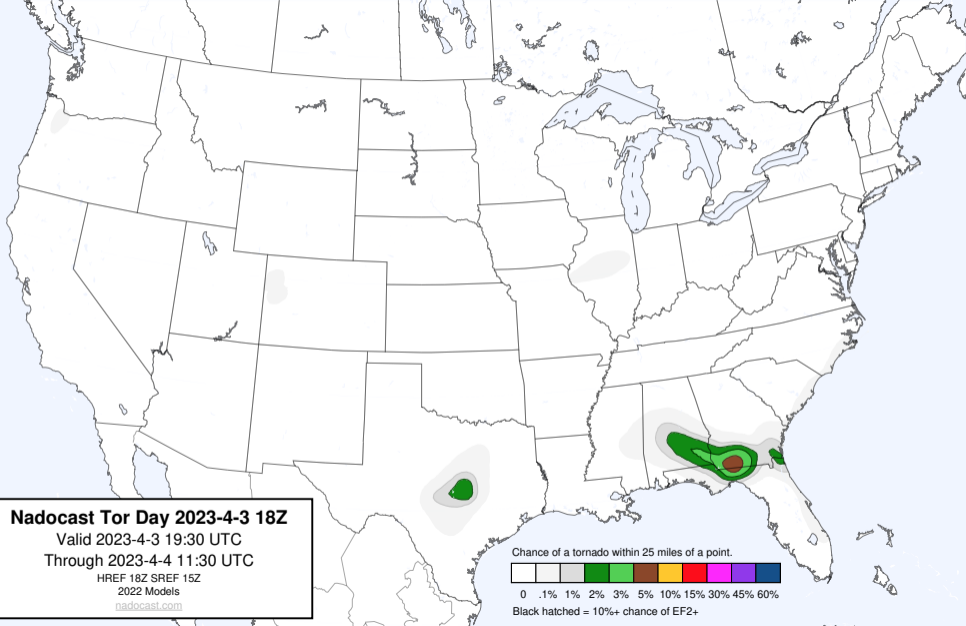 Nadocast Tor Day 2023-4-3 18Z
Valid 2023-4-3 19:30 UTC
Through 2023-4-4 11:30 UTC
HREF 18Z SREF 15Z
2022 Models
nadocast.com
Chance of a tornado within 25 miles of a point.
0 .1% 1% 2% 3% 5% 10% 15% 30% 45% 60%
Black hatched = 10%+ chance of EF2+